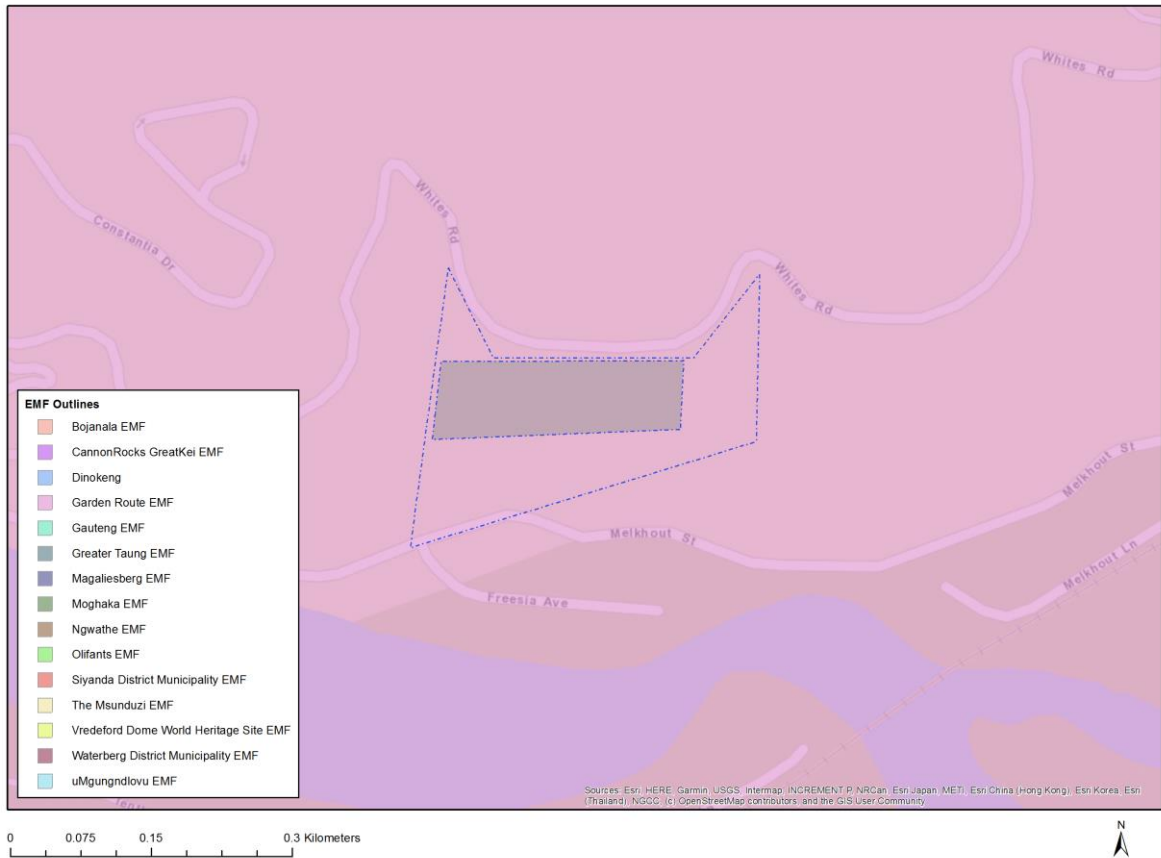 Whites Rd
Constantia Dr
Whites Rd
Whites Rd
EMF Outlines
Bojanala EMF
CannonRocks GreatKei EMF
Dinokeng
Garden Route EMF
Gauteng EMF
Greater Taung EMF
Magaliesberg EMF
Moghaka EMF
Ngwathe EMF
Olifants EMF
Siyanda District Municipality EMF
The Msunduzi EMF
Vredeford Dome World Heritage Site EMF
Waterberg District Municipality EMF
uMgungndlovu EMF
Melkhout St
Melkhout St
Melkhout Ln
Freesia Ave
Sources: Esri, HERE, Garmin, USGS, Intermap, INCREMENT P, NRCan, Esri Japan, METI, Esri China (Hong Kong), Esri Korea, Esri
(Thailand), NGCC, (c) OpenStreetMap contributors, and the GIS User Community
0 0.075 0.15 0.3 Kilometers
N